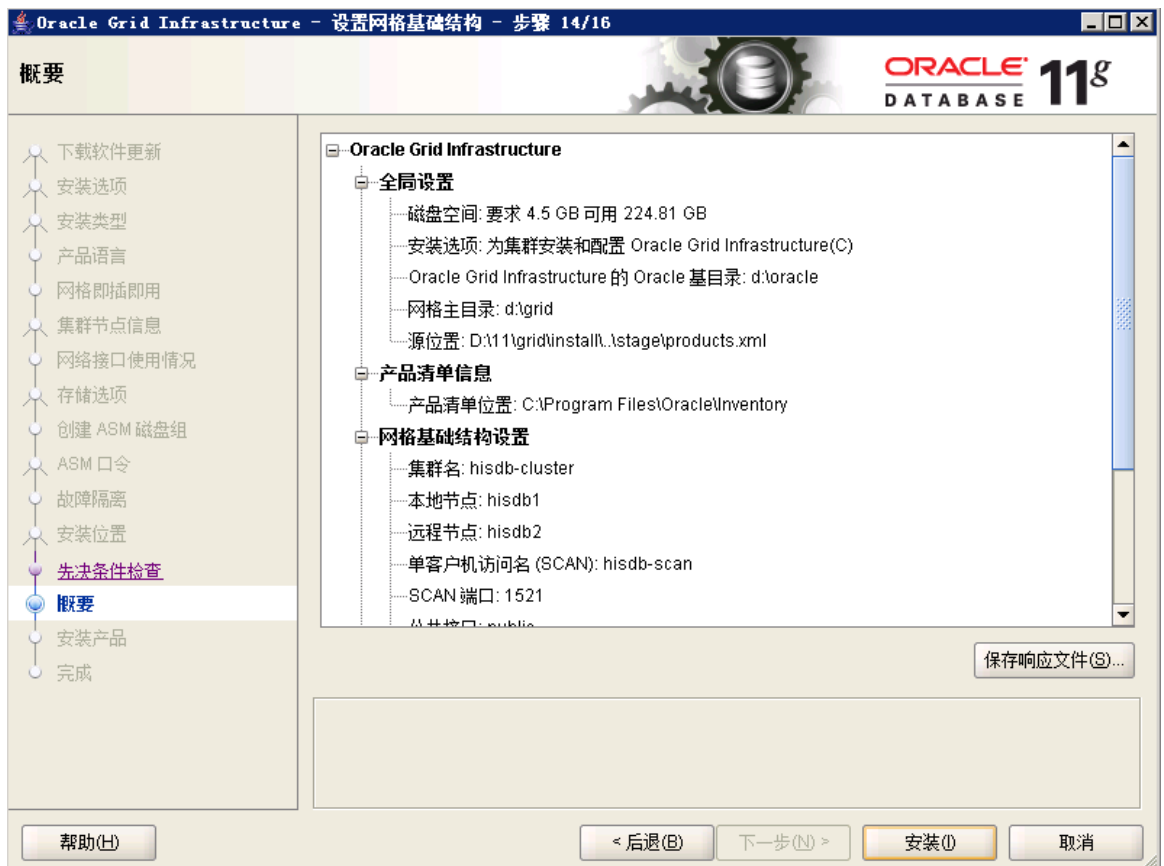 Oracle Grid Infrastructure - 设置网格基础结构 - 步骤 14/16
概要
ORACLE 11g
DATABASE
下载软件更新
安装选项
安装类型
产品语言
网格即插即用
集群节点信息
网络接口使用情况
存储选项
创建 ASM 磁盘组
ASM 口令
故障隔离
安装位置
先决条件检查
概要
安装产品
完成
Oracle Grid Infrastructure
全局设置
磁盘空间: 要求 4.5 GB 可用 224.81 GB
安装选项: 为集群安装和配置 Oracle Grid Infrastructure(C)
Oracle Grid Infrastructure 的 Oracle 基目录: d:\oracle
网格主目录: d:\grid
源位置: D:\11\grid\install\..\stage\products.xml
产品清单信息
产品清单位置: C:\Program Files\Oracle\Inventory
网格基础结构设置
集群名: hisdb-cluster
本地节点: hisdb1
远程节点: hisdb2
单客户机访问名 (SCAN): hisdb-scan
SCAN 端口: 1521
公共接口: public
保存响应文件(S)...
帮助(H)
< 后退(B)
下一步(N) >
安装(I)
取消